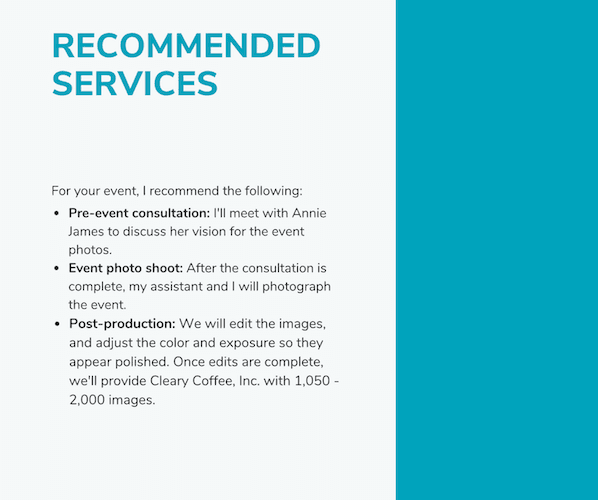 RECOMMENDED
SERVICES
For your event, I recommend the following:
• Pre-event consultation: I'll meet with Annie
James to discuss her vision for the event
photos.
• Event photo shoot: After the consultation is
complete, my assistant and I will photograph
the event.
• Post-production: We will edit the images,
and adjust the color and exposure so they
appear polished. Once edits are complete,
we'll provide Cleary Coffee, Inc. with 1,050 -
2,000 images.